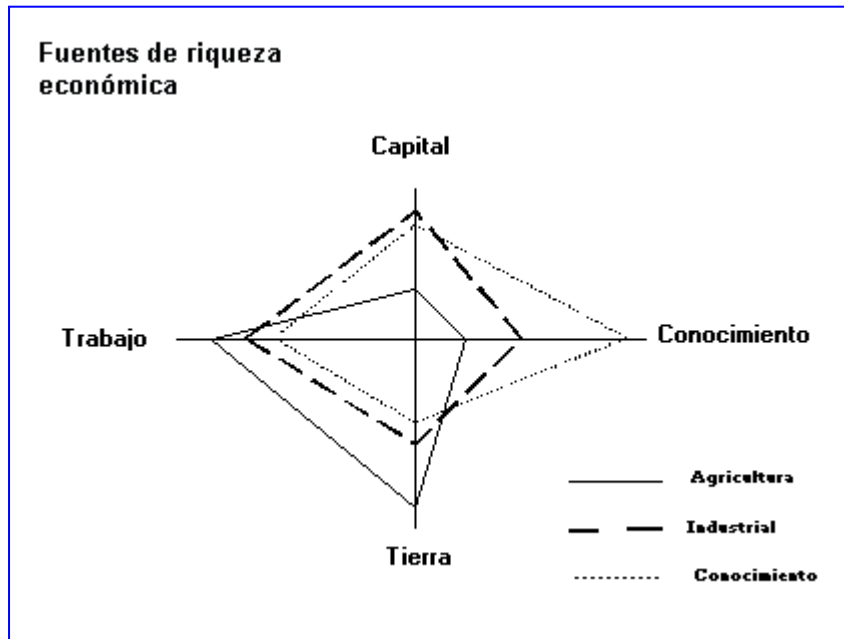 Fuentes de riqueza
económica
Capital
Trabajo
Conocimiento
Tierra
Agricultura
Industrial
Conocimiento